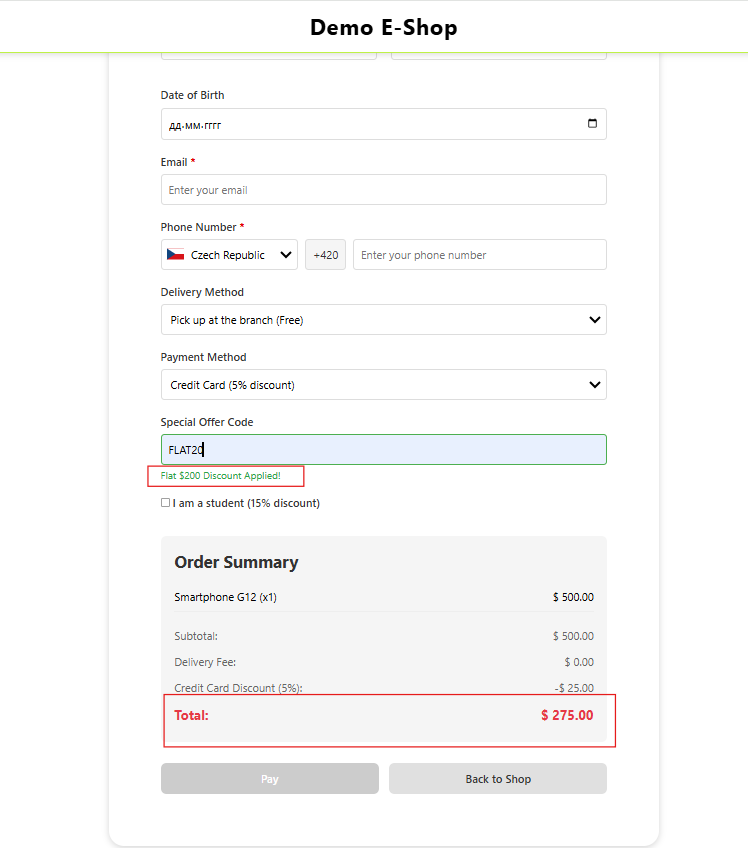 Demo E-Shop
Date of Birth
дд.мм.гггг
Email *
Enter your email
Phone Number *
Czech Republic +420 Enter your phone number
Delivery Method
Pick up at the branch (Free)
Payment Method
Credit Card (5% discount)
Special Offer Code
FLAT20
Flat $200 Discount Applied!
I am a student (15% discount)
Order Summary
Smartphone G12 (x1) $ 500.00
Subtotal: $ 500.00
Delivery Fee: $ 0.00
Credit Card Discount (5%): -$ 25.00
Total: $ 275.00
Pay Back to Shop